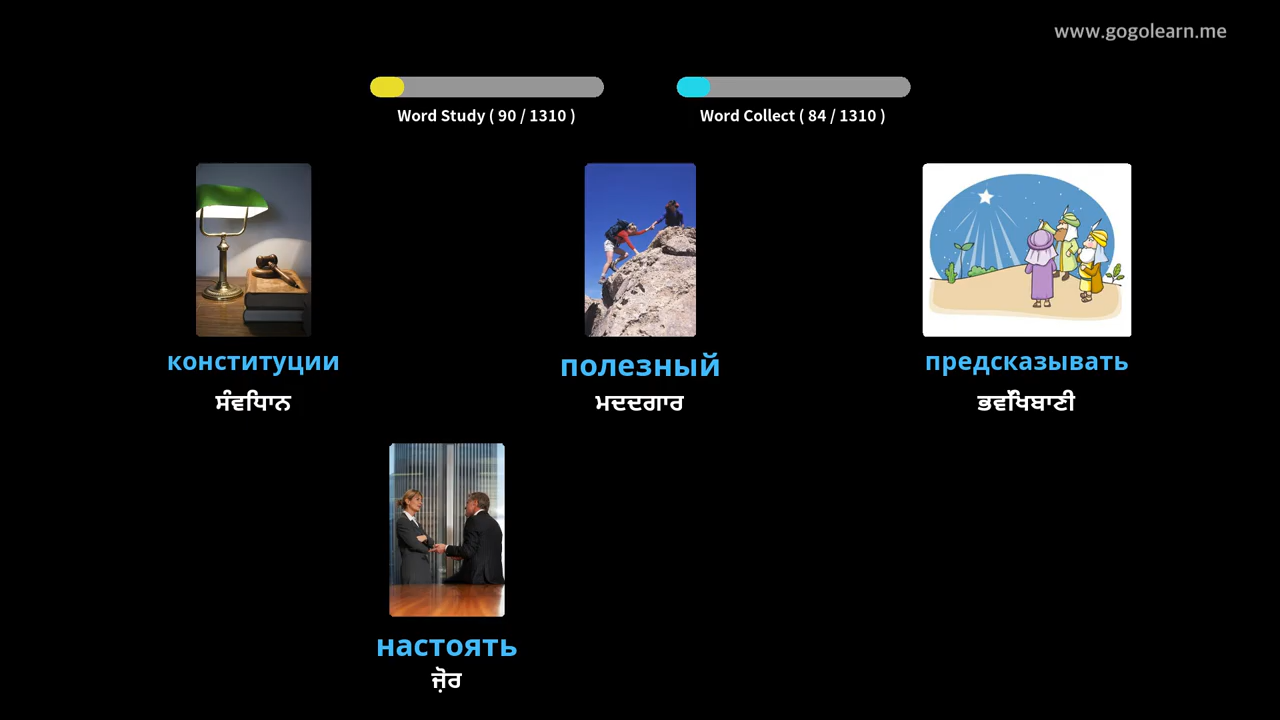 www.gogolearn.me
Word Study ( 90 / 1310 )
Word Collect ( 84 / 1310 )
конституции
ਸੰਵਿਧਾਨ
полезный
ਮਦਦਗਾਰ
предсказывать
ਭਵਿੱਖਬਾਣੀ
настоять
ਜ਼ੋਰ